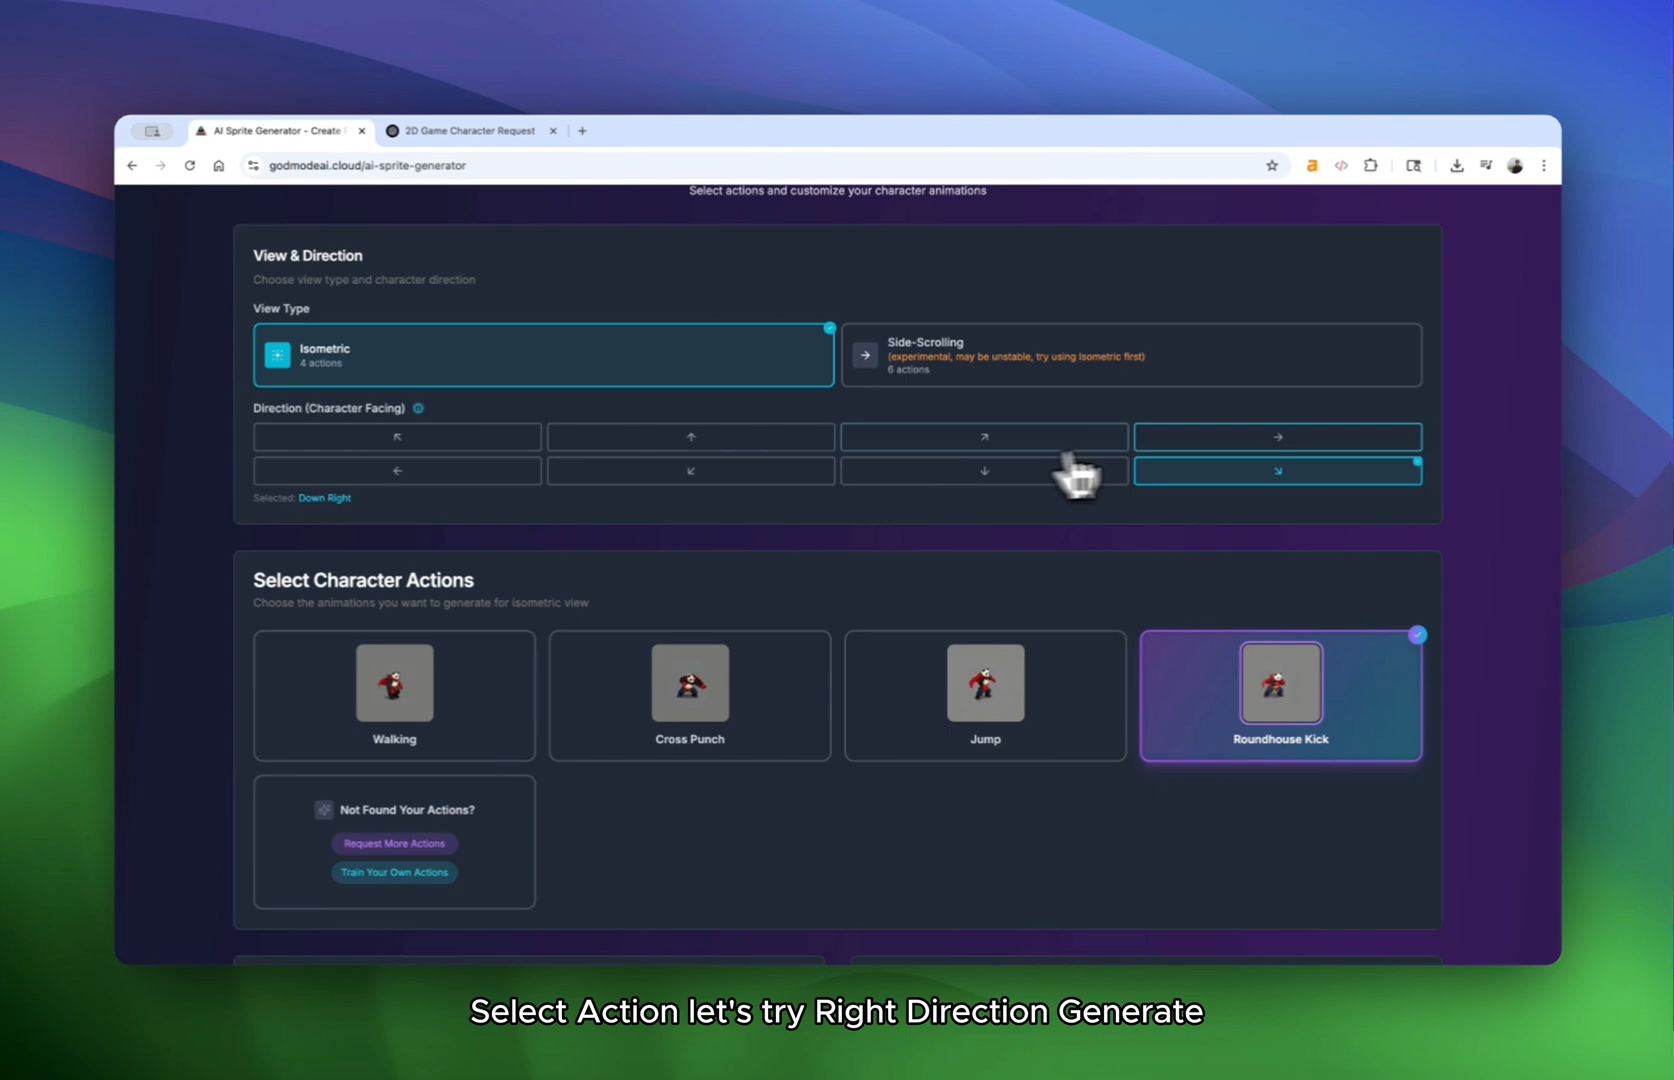 AI Sprite Generator - Create
2D Game Character Request
godmodeai.cloud/ai-sprite-generator
Select actions and customize your character animations
View & Direction
Choose view type and character direction
View Type
Isometric
4 actions
Side-Scrolling
(experimental, may be unstable, try using Isometric first)
6 actions
Direction (Character Facing)
Selected: Down Right
Select Character Actions
Choose the animations you want to generate for isometric view
Walking
Cross Punch
Jump
Roundhouse Kick
Not Found Your Actions?
Request More Actions
Train Your Own Actions
Select Action let's try Right Direction Generate